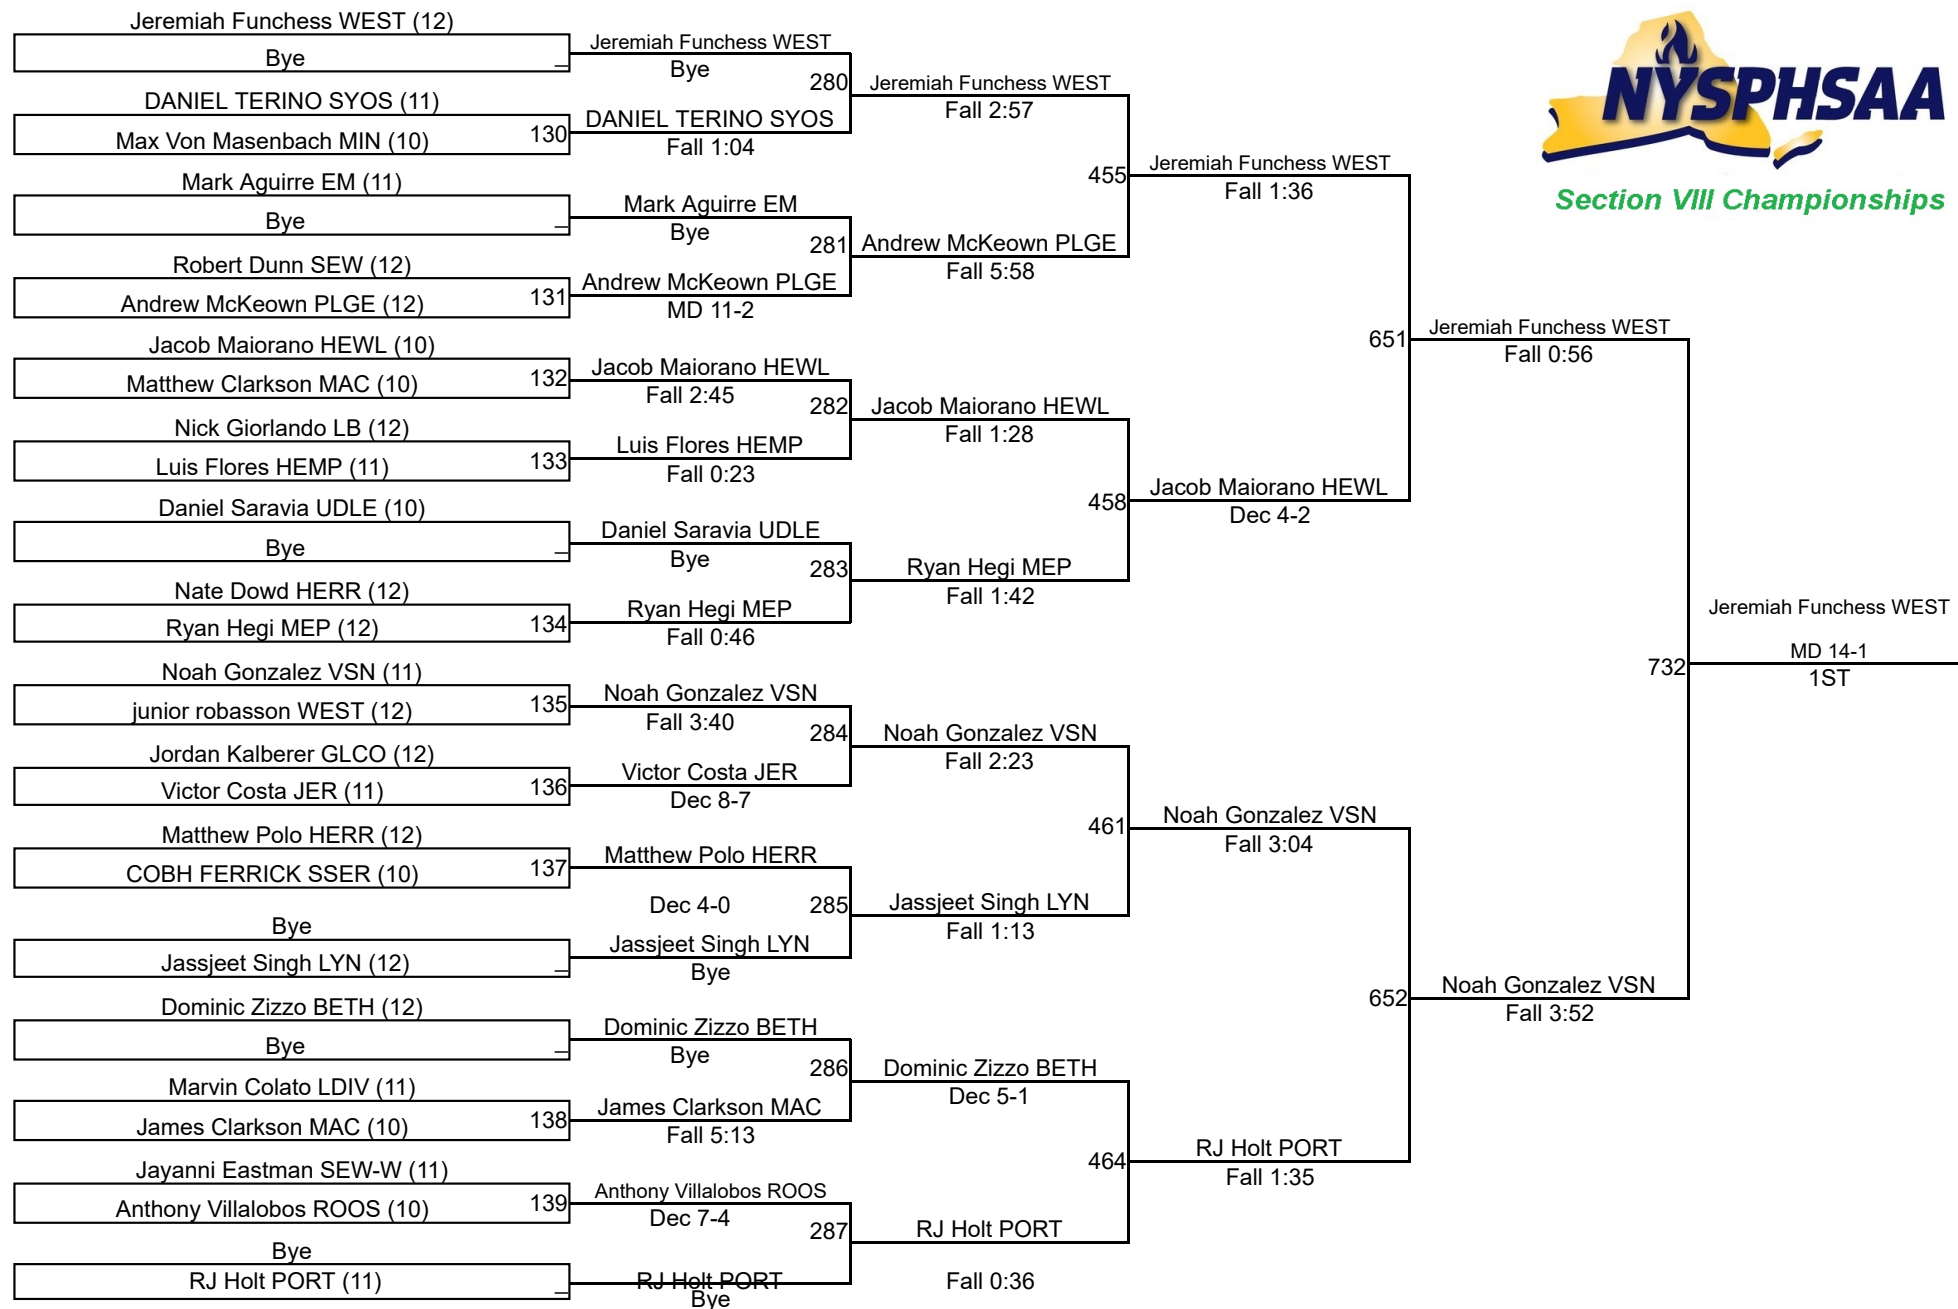 Jeremiah Funchess WEST (12)
Bye
DANIEL TERINO SYOS (11)
Max Von Masenbach MIN (10)
130
Mark Aguirre EM (11)
Bye
Robert Dunn SEW (12)
Andrew McKeown PLGE (12)
131
Jacob Maiorano HEWL (10)
Matthew Clarkson MAC (10)
132
Nick Giorlando LB (12)
Luis Flores HEMP (11)
133
Daniel Saravia UDLE (10)
Bye
Nate Dowd HERR (12)
Ryan Hegi MEP (12)
134
Noah Gonzalez VSN (11)
junior robasson WEST (12)
135
Jordan Kalberer GLCO (12)
Victor Costa JER (11)
136
Matthew Polo HERR (12)
COBH FERRICK SSER (10)
137
Bye
Jassjeet Singh LYN (12)
Dominic Zizzo BETH (12)
Bye
Marvin Colato LDIV (11)
James Clarkson MAC (10)
138
Jayanni Eastman SEW-W (11)
Anthony Villalobos ROOS (10)
139
Bye
RJ Holt PORT (11)
Jeremiah Funchess WEST
Bye
280
DANIEL TERINO SYOS
Fall 1:04
Mark Aguirre EM
Bye
281
Andrew McKeown PLGE
MD 11-2
Jacob Maiorano HEWL
Fall 2:45
282
Luis Flores HEMP
Fall 0:23
Daniel Saravia UDLE
Bye
283
Ryan Hegi MEP
Fall 0:46
Noah Gonzalez VSN
Fall 3:40
284
Victor Costa JER
Dec 8-7
Matthew Polo HERR
Dec 4-0
285
Jassjeet Singh LYN
Bye
Dominic Zizzo BETH
Bye
286
James Clarkson MAC
Fall 5:13
Anthony Villalobos ROOS
Dec 7-4
287
RJ Holt PORT
Bye
Jeremiah Funchess WEST
Fall 2:57
455
Andrew McKeown PLGE
Fall 5:58
Jacob Maiorano HEWL
Fall 1:28
458
Ryan Hegi MEP
Fall 1:42
Noah Gonzalez VSN
Fall 2:23
461
Jassjeet Singh LYN
Fall 1:13
Dominic Zizzo BETH
Dec 5-1
464
RJ Holt PORT
Fall 0:36
Jeremiah Funchess WEST
Fall 1:36
651
Jacob Maiorano HEWL
Dec 4-2
Noah Gonzalez VSN
Fall 3:04
652
RJ Holt PORT
Fall 1:35
Jeremiah Funchess WEST
Fall 0:56
732
Noah Gonzalez VSN
Fall 3:52
Jeremiah Funchess WEST
MD 14-1
1ST
NYSPHSAA
Section VIII Championships